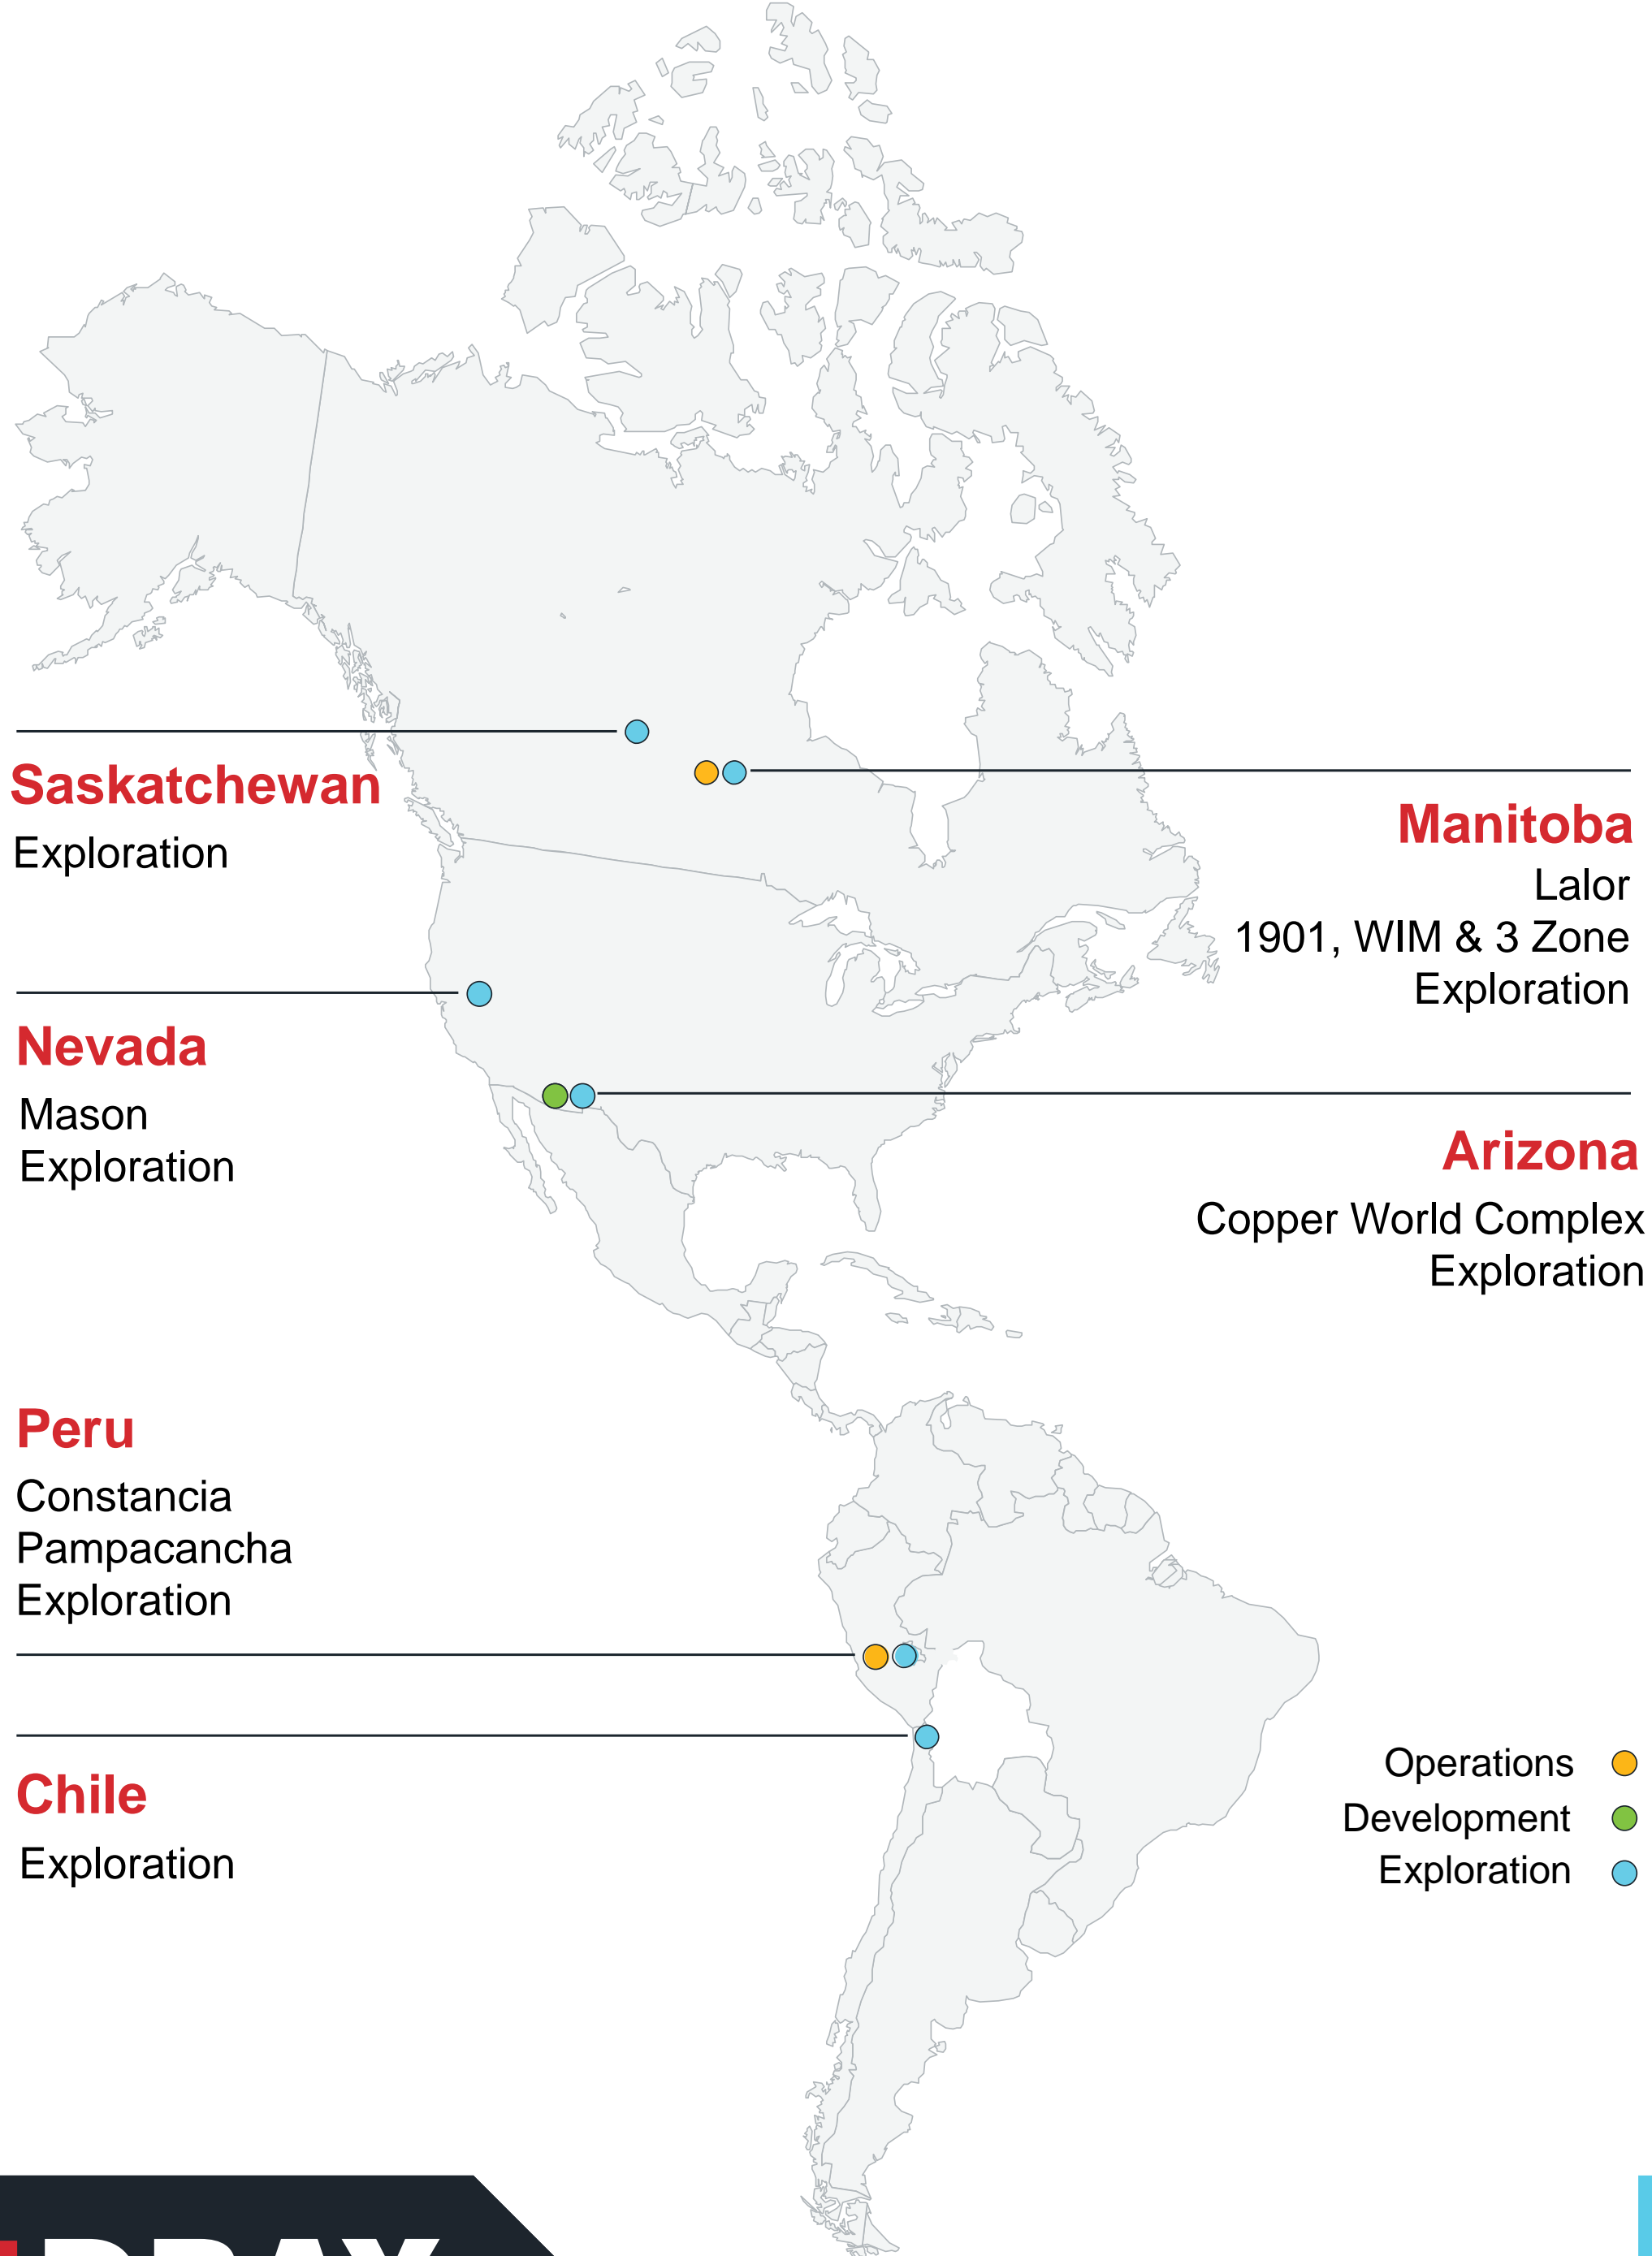 Saskatchewan
Exploration
Manitoba
Lalor
1901, WIM & 3 Zone
Exploration
Nevada
Mason
Exploration
Arizona
Copper World Complex
Exploration
Peru
Constancia
Pampacancha
Exploration
Chile
Exploration
Operations
Development
Exploration